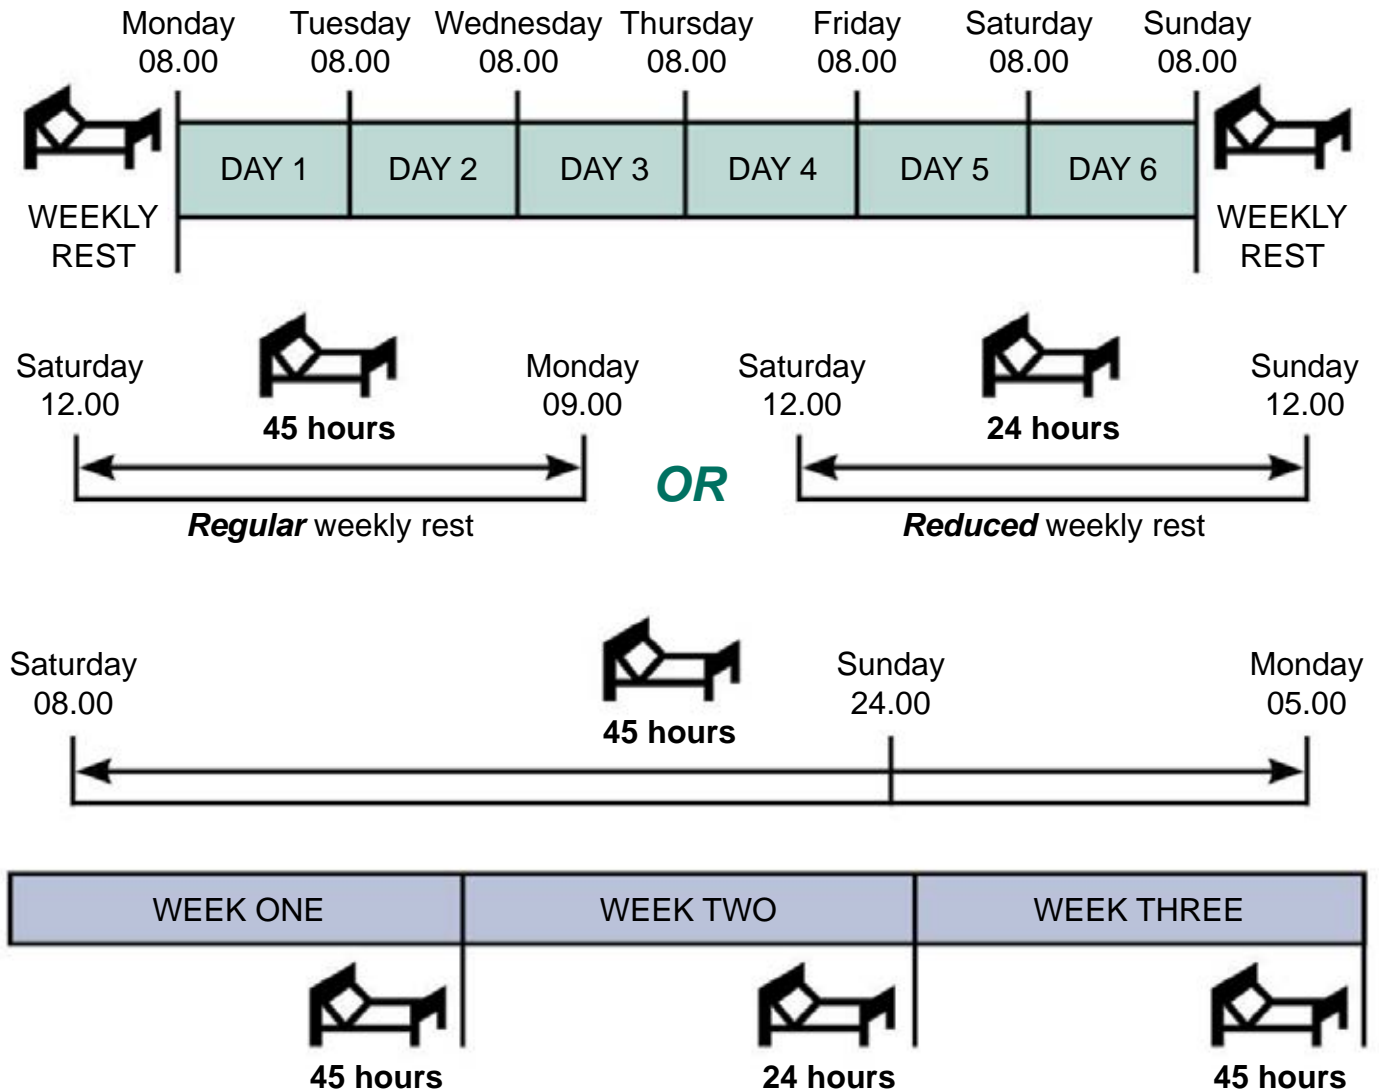 Monday Tuesday Wednesday Thursday Friday Saturday Sunday
08.00 08.00 08.00 08.00 08.00 08.00 08.00
DAY 1 DAY 2 DAY 3 DAY 4 DAY 5 DAY 6
WEEKLY
REST
WEEKLY
REST
Saturday
12.00
45 hours
Monday
09.00
Regular weekly rest
OR
Saturday
12.00
24 hours
Sunday
12.00
Reduced weekly rest
Saturday
08.00
45 hours
Sunday
24.00
Monday
05.00
WEEK ONE WEEK TWO WEEK THREE
45 hours 24 hours 45 hours